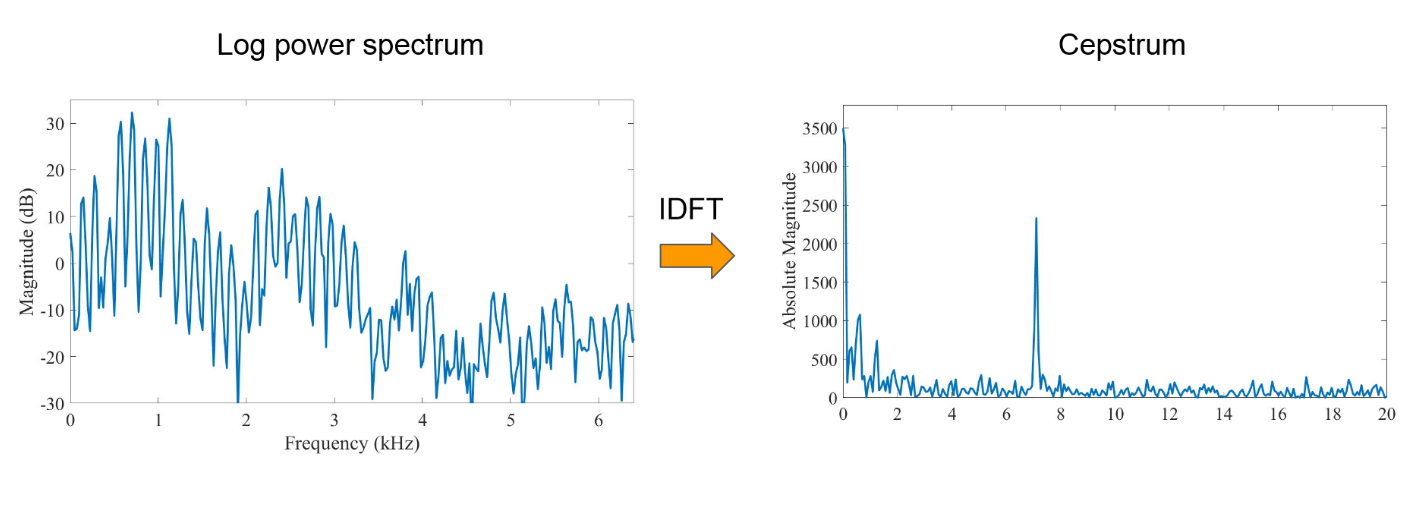 Log power spectrum
Cepstrum
30
20
10
0
-10
-20
-30
0 1 2 3 4 5 6
Magnitude (dB)
Frequency (kHz)
IDFT
3500
3000
2500
2000
1500
1000
500
0
0 2 4 6 8 10 12 14 16 18 20
Absolute Magnitude